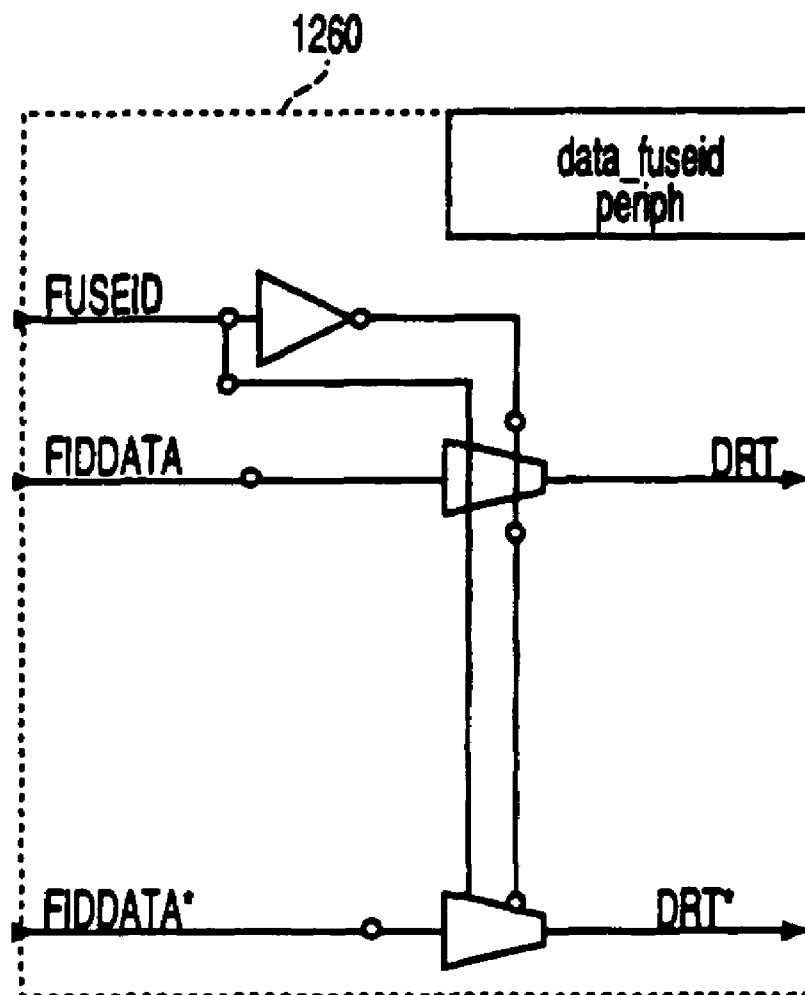 1260
data_fuseid
periph
FUSEID
FIDDATA
DRT
FIDDATA*
DRT*